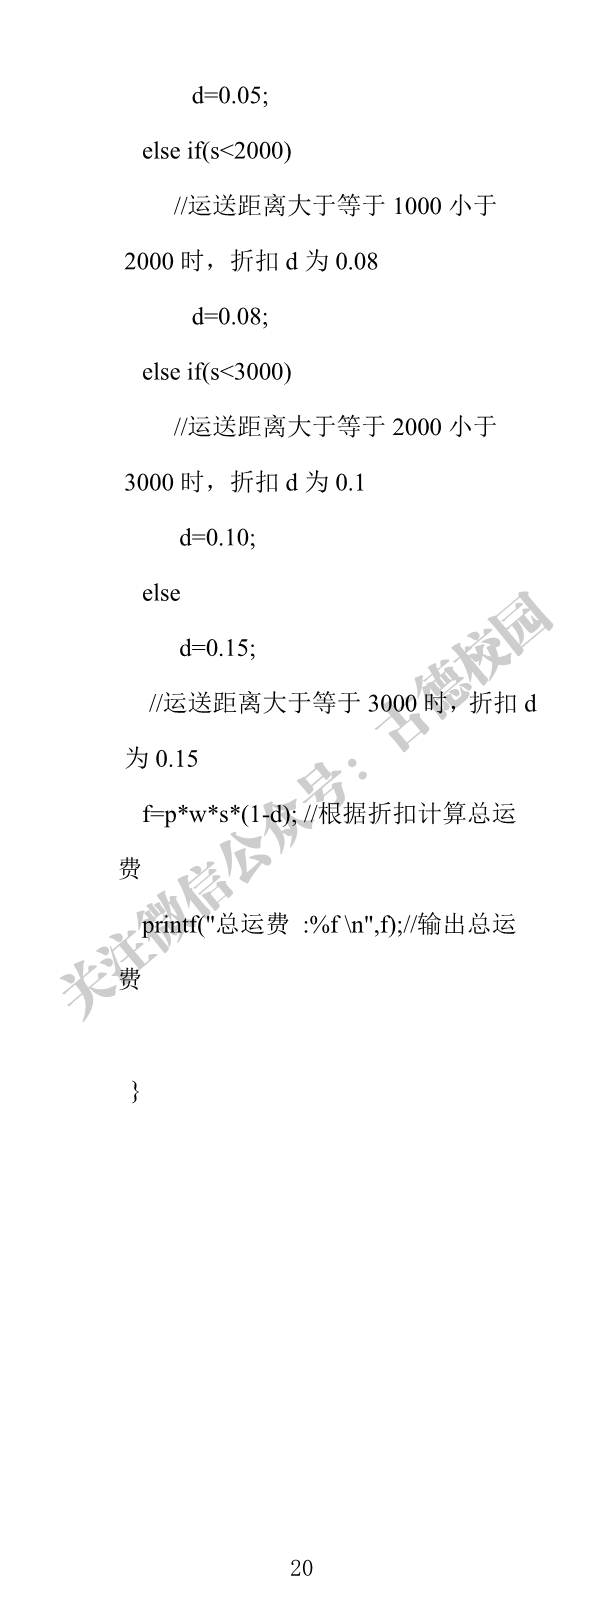 d=0.05;
else if(s<2000)
//运送距离大于等于 1000 小于
2000 时，折扣 d 为 0.08
d=0.08;
else if(s<3000)
//运送距离大于等于 2000 小于
3000 时，折扣 d 为 0.1
d=0.10;
else
d=0.15;
//运送距离大于等于 3000 时，折扣 d
为 0.15
f=p*w*s*(1-d); //根据折扣计算总运
费
printf("总运费 :%f \n",f);//输出总运
费
}
关注微信公众号：古德校园
20